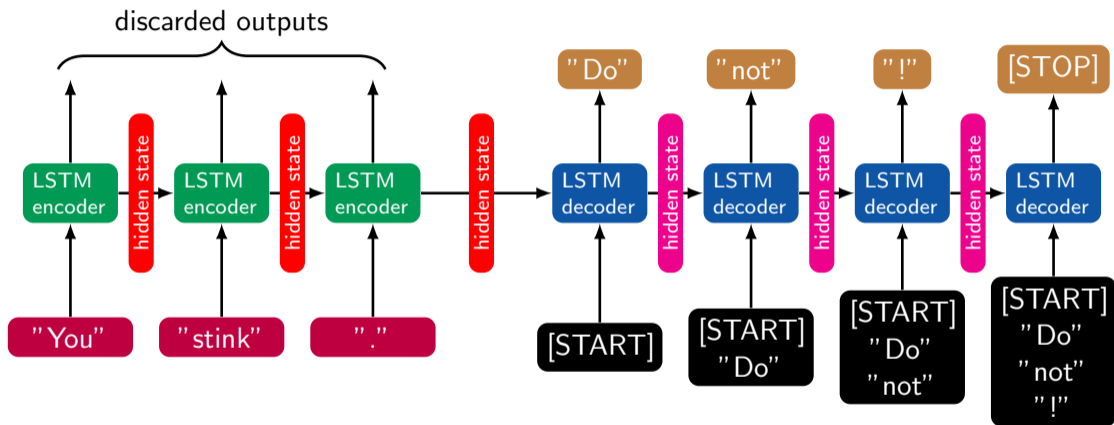 discarded outputs
"Do"
"not"
"!"
[STOP]
LSTM
encoder
hidden state
LSTM
encoder
hidden state
LSTM
encoder
hidden state
LSTM
decoder
hidden state
LSTM
decoder
hidden state
LSTM
decoder
hidden state
LSTM
decoder
"You"
"stink"
"."
[START]
[START]
"Do"
[START]
"Do"
"not"
[START]
"Do"
"not"
"!"